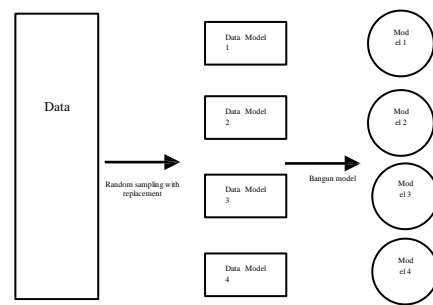 Data
Random sampling with
replacement
Data Model
1
Data Model
2
Data Model
3
Data Model
4
Bangun model
Mod
el 1
Mod
el 2
Mod
el 3
Mod
el 4